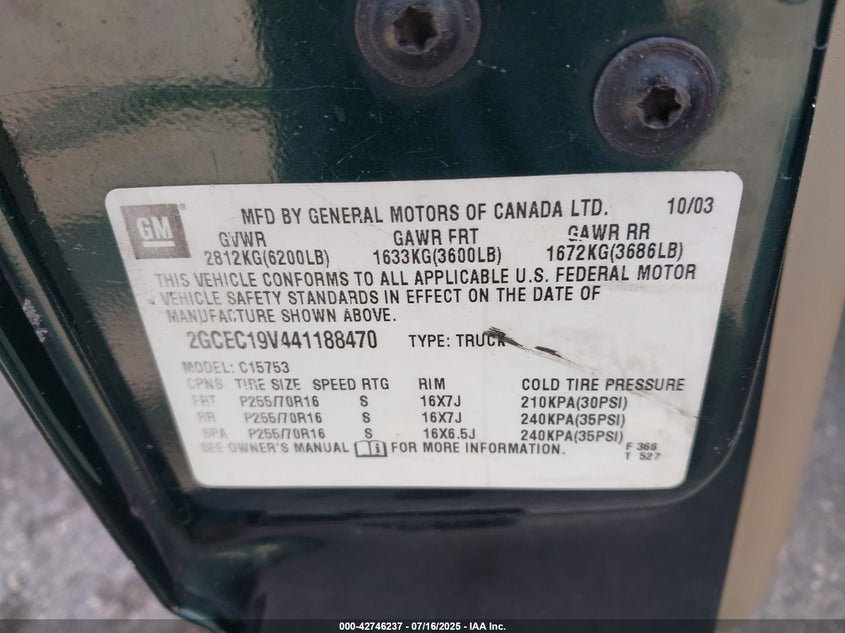 GM
MFD BY GENERAL MOTORS OF CANADA LTD. 10/03
GVWR GAWR FRT GAWR RR
2812KG(6200LB) 1633KG(3600LB) 1672KG(3686LB)
THIS VEHICLE CONFORMS TO ALL APPLICABLE U.S. FEDERAL MOTOR
VEHICLE SAFETY STANDARDS IN EFFECT ON THE DATE OF
MANUFACTURE SHOWN ABOVE.
2GCEC19V441188470 TYPE: TRUCK
MODEL: C15753
CPNS TIRE SIZE SPEED RTG RIM COLD TIRE PRESSURE
FRT P255/70R16 S 16X7J 210KPA(30PSI)
RR P255/70R16 S 16X7J 240KPA(35PSI)
SPA P255/70R16 S 16X6.5J 240KPA(35PSI)
SEE OWNER'S MANUAL FOR MORE INFORMATION.
F 366
T 527
000-42746237 - 07/16/2025 - IAA Inc.